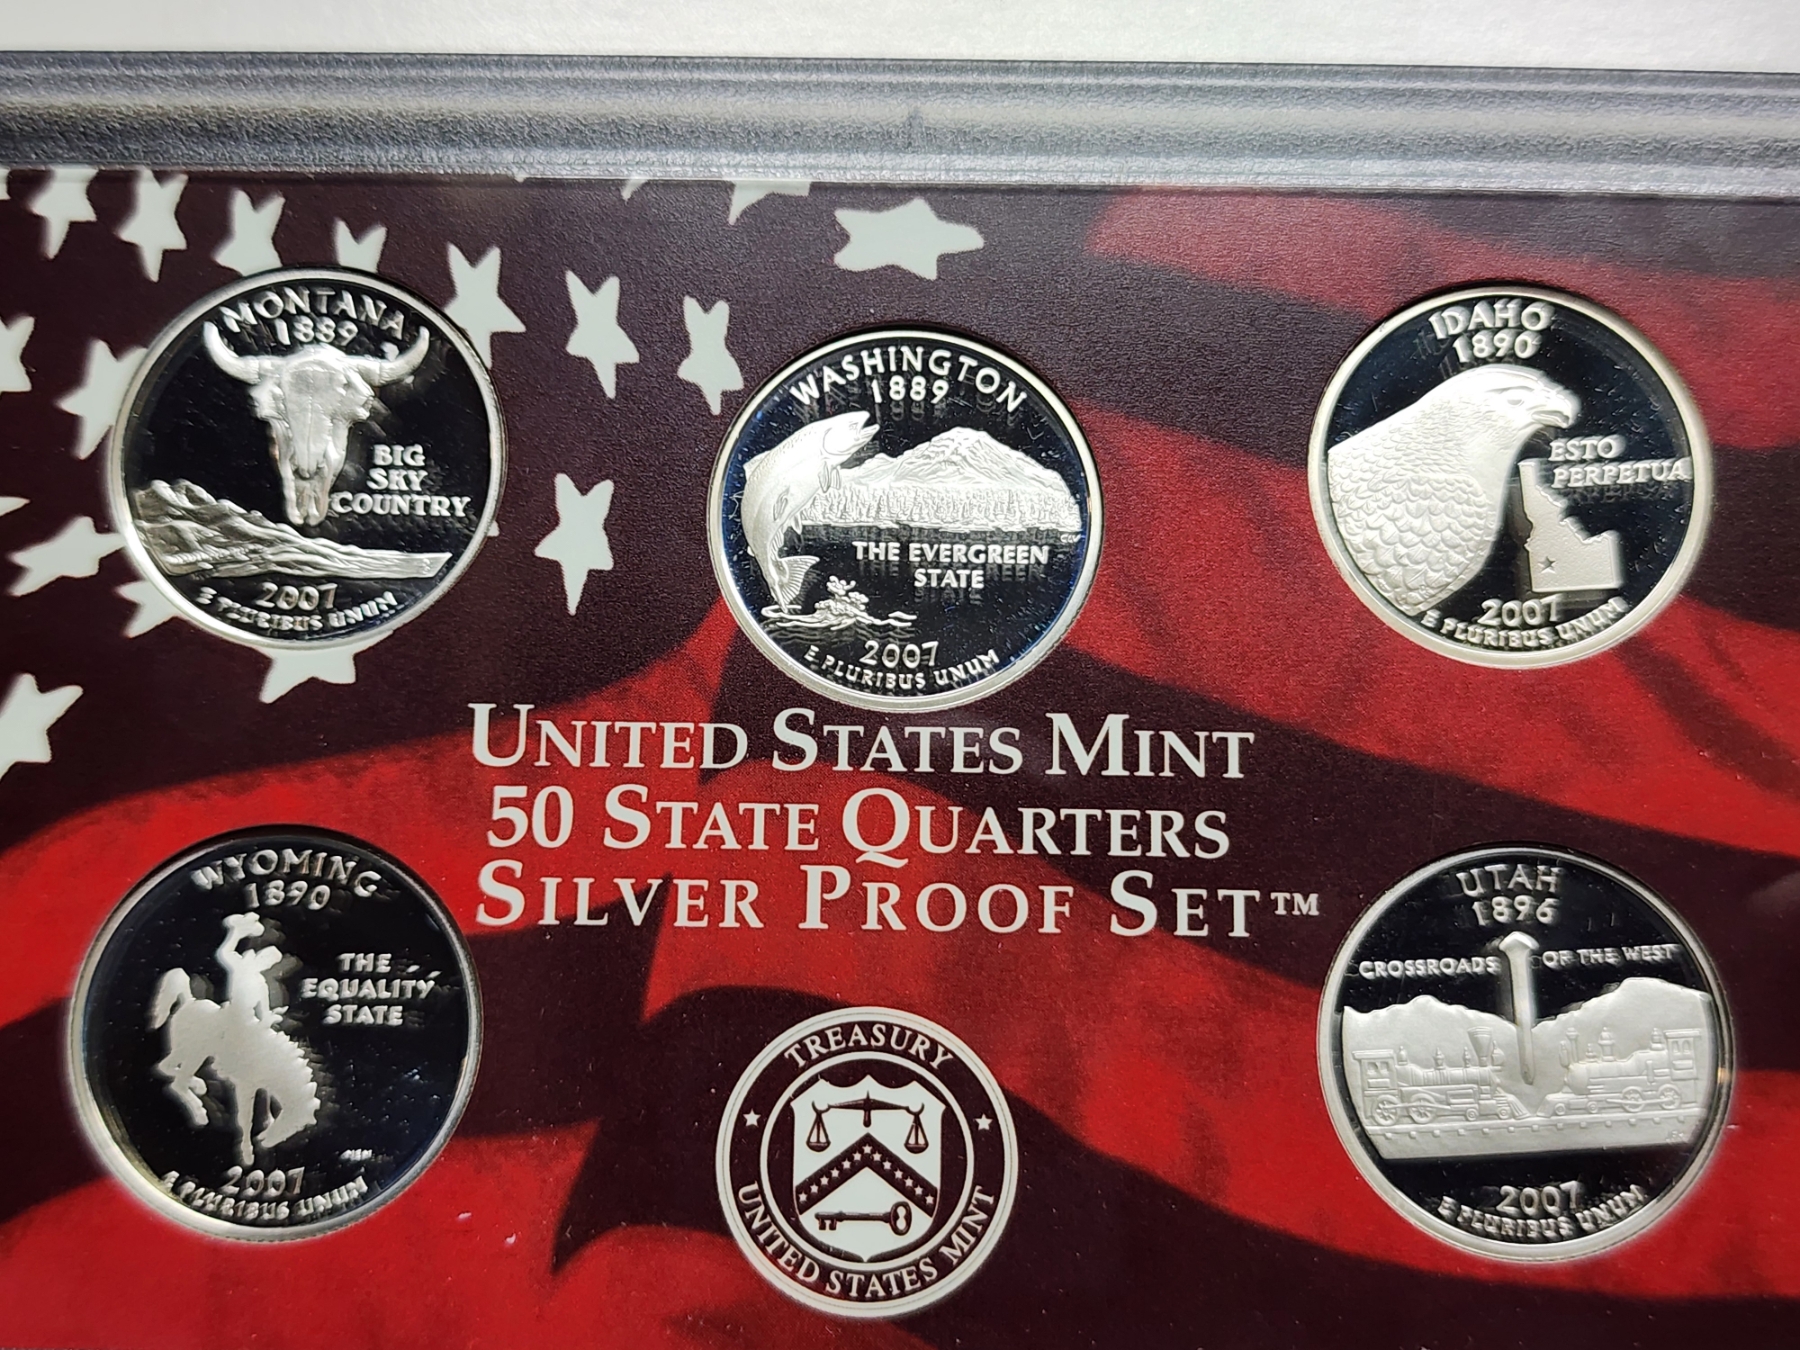 MONTANA
1889
BIG
SKY
COUNTRY
2007
E PLURIBUS UNUM
WASHINGTON
1889
THE EVERGREEN
STATE
2007
E PLURIBUS UNUM
IDAHO
1890
ESTO
PERPETUA
2007
E PLURIBUS UNUM
UNITED STATES MINT
50 STATE QUARTERS
SILVER PROOF SET™
WYOMING
1890
THE
EQUALITY
STATE
2007
E PLURIBUS UNUM
TREASURY
UNITED STATES MINT
UTAH
1896
CROSSROADS OF THE WEST
2007
E PLURIBUS UNUM